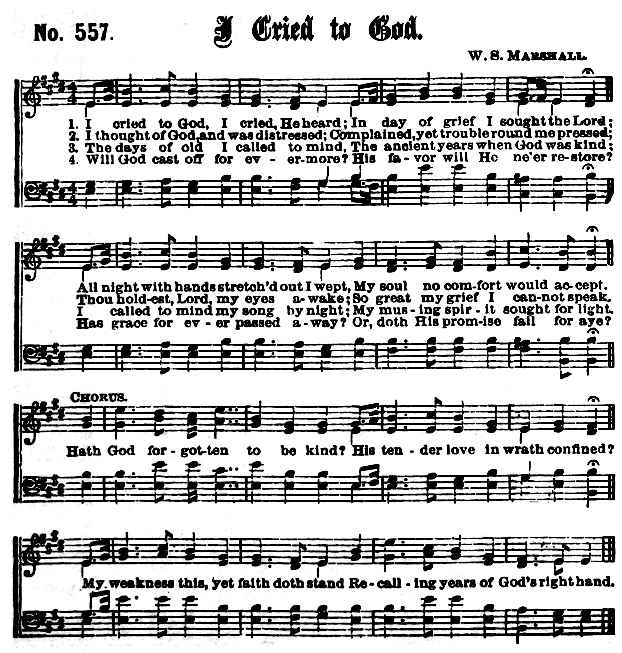 No. 557.
I Cried to God.
W. S. MARSHALL.
1. I cried to God, I cried, He heard; In day of grief I sought the Lord;
2. I thought of God, and was distressed; Complained, yet trouble round me pressed;
3. The days of old I called to mind, The ancient years when God was kind;
4. Will God cast off for ev - er-more? His fa - vor will He ne'er re-store?
All night with hands stretch'd out I wept, My soul no com-fort would ac-cept.
Thou hold-est, Lord, my eyes a-wake; So great my grief I can-not speak.
I called to mind my song by night; My mus-ing spir-it sought for light.
Has grace for ev-er passed a-way? Or, doth His prom-ise fail for aye?
CHORUS.
Hath God for-got-ten to be kind? His ten-der love in wrath confined?
My weakness this, yet faith doth stand Re-call-ing years of God's right hand.